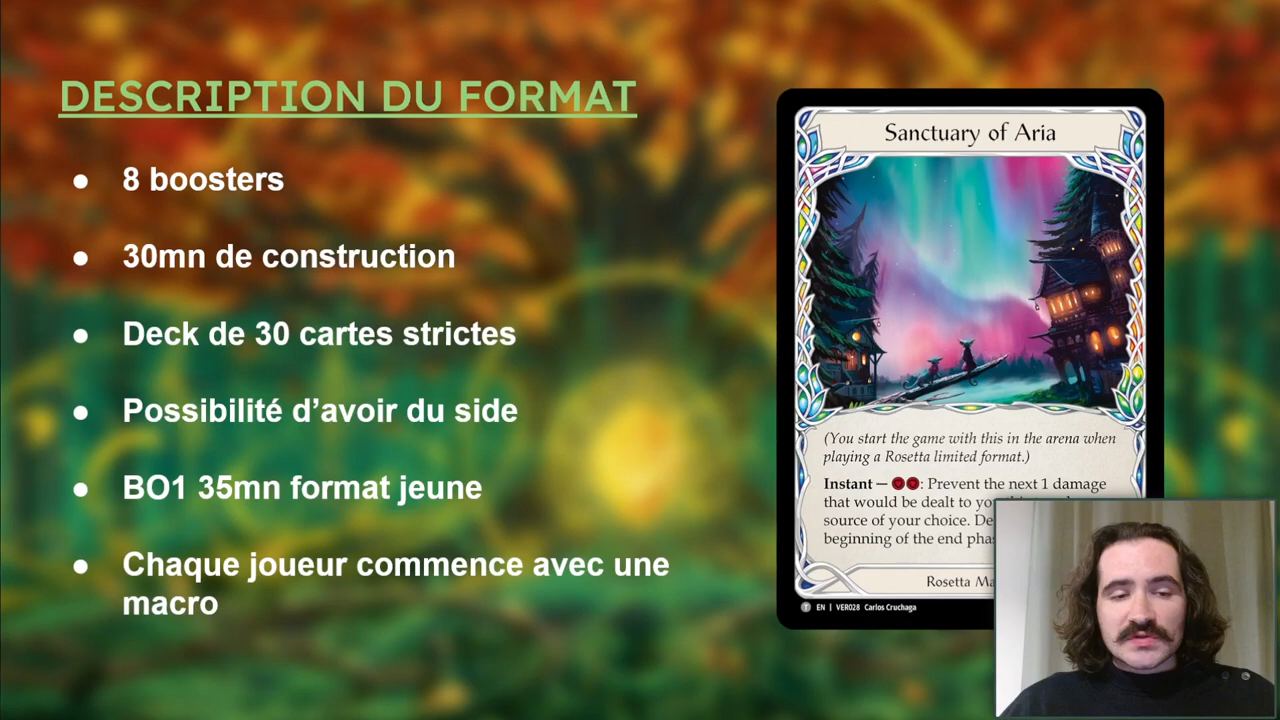 DESCRIPTION DU FORMAT
● 8 boosters
● 30mn de construction
● Deck de 30 cartes strictes
● Possibilité d’avoir du side
● BO1 35mn format jeune
● Chaque joueur commence avec une
macro
Sanctuary of Aria
(You start the game with this in the arena when
playing a Rosetta limited format.)
Instant — : Prevent the next 1 damage
that would be dealt to you
source of your choice.
beginning of the end
Rosetta
T EN | VER028 Carlos Cruchaga